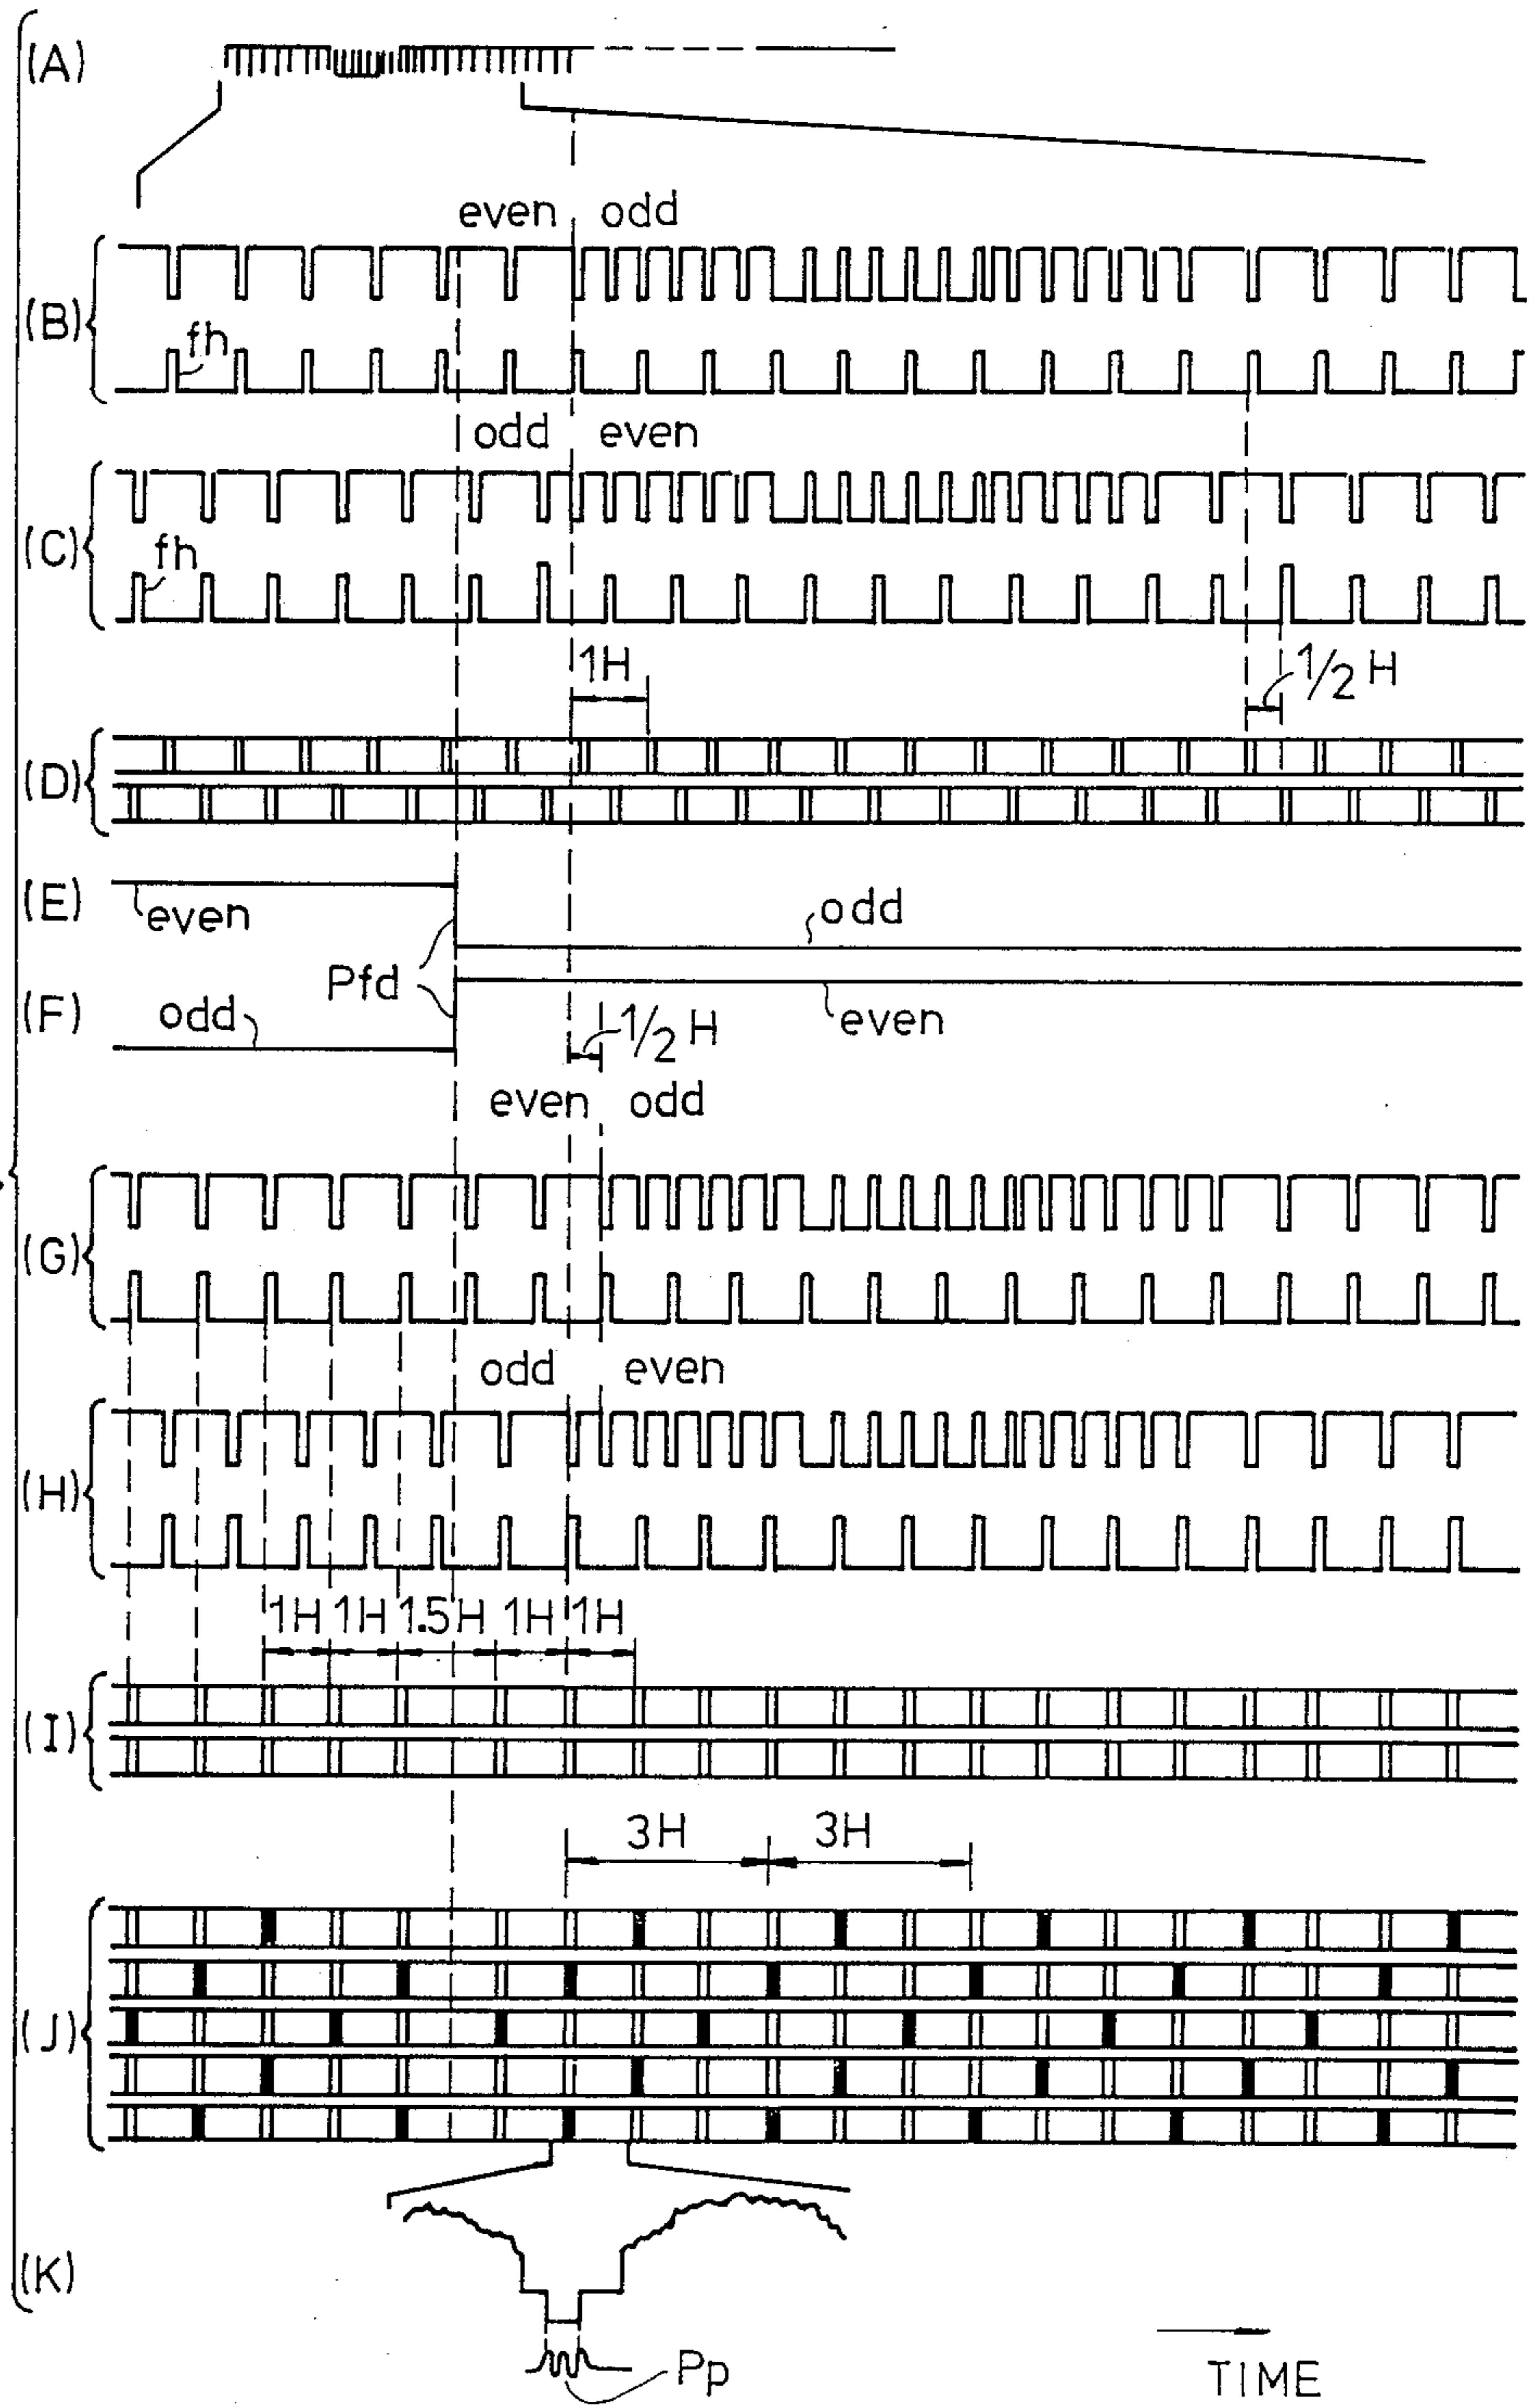 (A)
even odd
(B)
fh
odd even
(C)
fh
1H
1/2 H
(D)
(E)
even
odd
Pfd
(F)
odd
even
1/2 H
even odd
(G)
odd even
(H)
1H 1H 1.5H 1H 1H
(I)
3H 3H
(J)
(K)
Pp
TIME